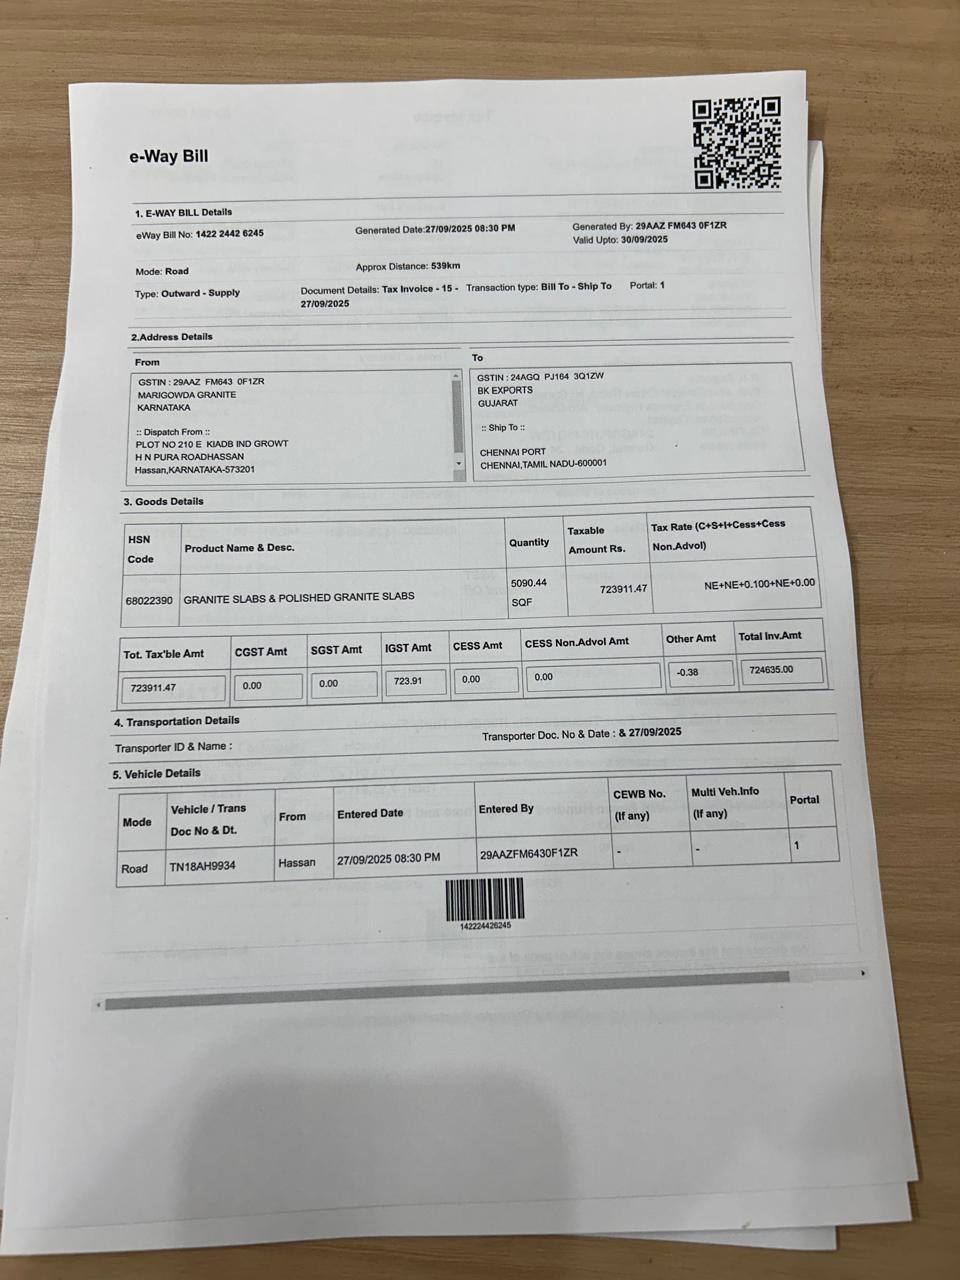 e-Way Bill
1. E-WAY BILL Details
eWay Bill No: 1422 2442 6245 Generated Date:27/09/2025 08:30 PM Generated By: 29AAZ FM643 0F1ZR
Valid Upto: 30/09/2025
Mode: Road Approx Distance: 539km
Type: Outward - Supply Document Details: Tax Invoice - 15 - Transaction type: Bill To - Ship To Portal: 1
27/09/2025
2.Address Details
From
GSTIN : 29AAZ FM643 0F1ZR
MARIGOWDA GRANITE
KARNATAKA
:: Dispatch From ::
PLOT NO 210 E KIADB IND GROWT
H N PURA ROADHASSAN
Hassan,KARNATAKA-573201
To
GSTIN : 24AGQ PJ164 3Q1ZW
BK EXPORTS
GUJARAT
:: Ship To ::
CHENNAI PORT
CHENNAI,TAMIL NADU-600001
3. Goods Details
HSN Code Product Name & Desc. Quantity Taxable Amount Rs. Tax Rate (C+S+I+Cess+Cess Non.Advol)
68022390 GRANITE SLABS & POLISHED GRANITE SLABS 5090.44 SQF 723911.47 NE+NE+0.100+NE+0.00
Tot. Tax'ble Amt CGST Amt SGST Amt IGST Amt CESS Amt CESS Non.Advol Amt Other Amt Total Inv.Amt
723911.47 0.00 0.00 723.91 0.00 0.00 -0.38 724635.00
4. Transportation Details
Transporter ID & Name : Transporter Doc. No & Date : & 27/09/2025
5. Vehicle Details
Mode Vehicle / Trans Doc No & Dt. From Entered Date Entered By CEWB No. (If any) Multi Veh.Info (If any) Portal
Road TN18AH9934 Hassan 27/09/2025 08:30 PM 29AAZFM6430F1ZR - - 1
142224426245